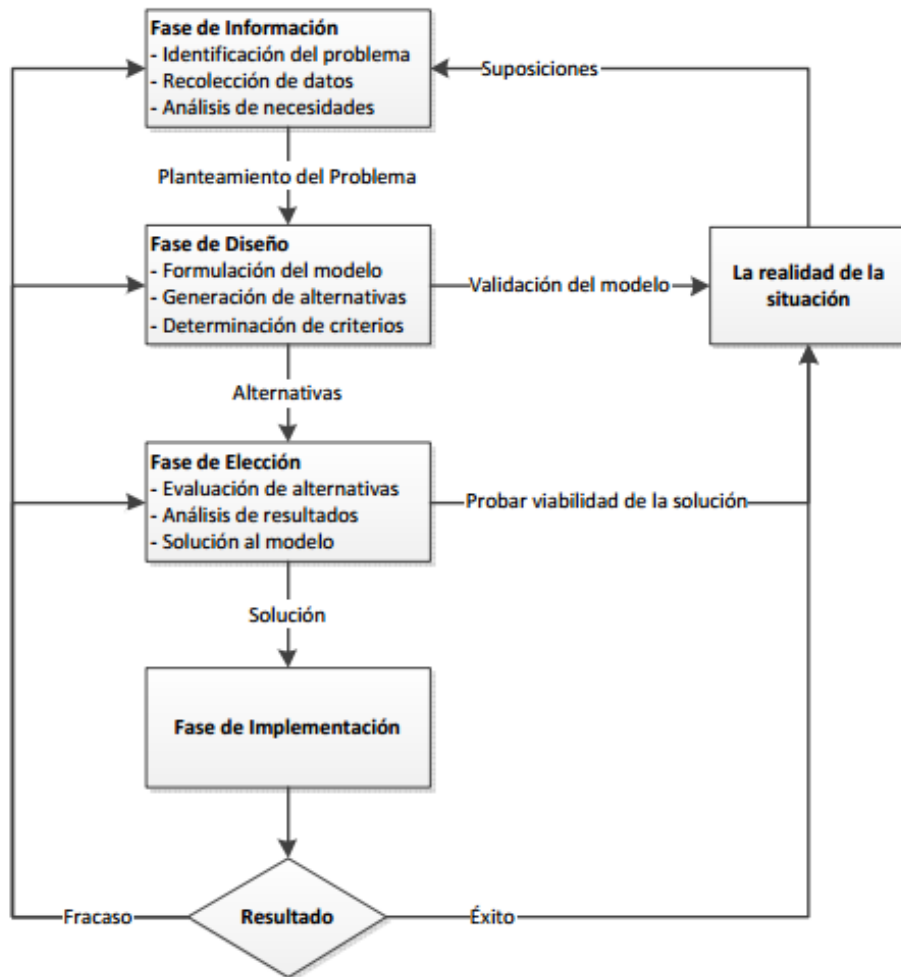 Fase de Información
- Identificación del problema
- Recolección de datos
- Análisis de necesidades
Suposiciones
Planteamiento del Problema
Fase de Diseño
- Formulación del modelo
- Generación de alternativas
- Determinación de criterios
Validación del modelo
La realidad de la
situación
Alternativas
Fase de Elección
- Evaluación de alternativas
- Análisis de resultados
- Solución al modelo
Probar viabilidad de la solución
Solución
Fase de Implementación
Fracaso
Resultado
Éxito